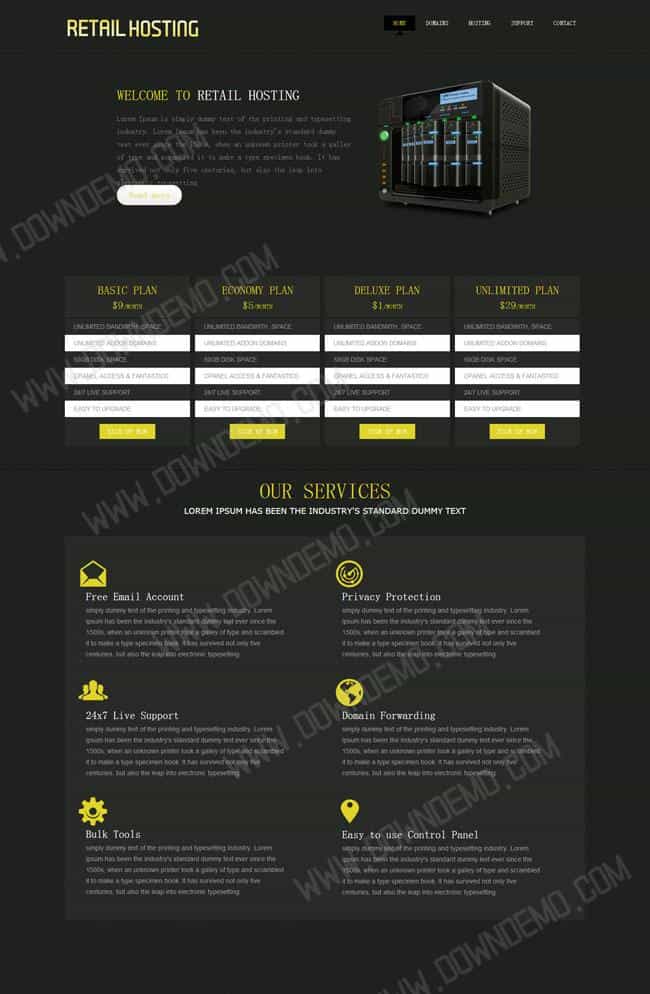 RETAIL HOSTING
HOME DOMAINS HOSTING SUPPORT CONTACT
WELCOME TO RETAIL HOSTING
Lorem Ipsum is simply dummy text of the printing and typesetting
industry. Lorem Ipsum has been the industry's standard dummy
text ever since the 1500s, when an unknown printer took a galley
of type and scrambled it to make a type specimen book. It has
survived not only five centuries, but also the leap into
electronic typesetting
Read More
BASIC PLAN
$9/MONTH
UNLIMITED BANDWITH, SPACE
UNLIMITED ADDON DOMAINS
50GB DISK SPACE
CPANEL ACCESS & FANTASTICO
24/7 LIVE SUPPORT
EASY TO UPGRADE
SIGN UP NOW
ECONOMY PLAN
$5/MONTH
UNLIMITED BANDWITH, SPACE
UNLIMITED ADDON DOMAINS
50GB DISK SPACE
CPANEL ACCESS & FANTASTICO
24/7 LIVE SUPPORT
EASY TO UPGRADE
SIGN UP NOW
DELUXE PLAN
$1/MONTH
UNLIMITED BANDWITH, SPACE
UNLIMITED ADDON DOMAINS
50GB DISK SPACE
CPANEL ACCESS & FANTASTICO
24/7 LIVE SUPPORT
EASY TO UPGRADE
SIGN UP NOW
UNLIMITED PLAN
$29/MONTH
UNLIMITED BANDWITH, SPACE
UNLIMITED ADDON DOMAINS
50GB DISK SPACE
CPANEL ACCESS & FANTASTICO
24/7 LIVE SUPPORT
EASY TO UPGRADE
SIGN UP NOW
OUR SERVICES
LOREM IPSUM HAS BEEN THE INDUSTRY'S STANDARD DUMMY TEXT
Free Email Account
simply dummy text of the printing and typesetting industry. Lorem
Ipsum has been the industry's standard dummy text ever since the
1500s, when an unknown printer took a galley of type and scrambled
it to make a type specimen book. It has survived not only five
centuries, but also the leap into electronic typesetting.
Privacy Protection
simply dummy text of the printing and typesetting industry. Lorem
Ipsum has been the industry's standard dummy text ever since the
1500s, when an unknown printer took a galley of type and scrambled
it to make a type specimen book. It has survived not only five
centuries, but also the leap into electronic typesetting.
24x7 Live Support
simply dummy text of the printing and typesetting industry. Lorem
Ipsum has been the industry's standard dummy text ever since the
1500s, when an unknown printer took a galley of type and scrambled
it to make a type specimen book. It has survived not only five
centuries, but also the leap into electronic typesetting.
Domain Forwarding
simply dummy text of the printing and typesetting industry. Lorem
Ipsum has been the industry's standard dummy text ever since the
1500s, when an unknown printer took a galley of type and scrambled
it to make a type specimen book. It has survived not only five
centuries, but also the leap into electronic typesetting.
Bulk Tools
simply dummy text of the printing and typesetting industry. Lorem
Ipsum has been the industry's standard dummy text ever since the
1500s, when an unknown printer took a galley of type and scrambled
it to make a type specimen book. It has survived not only five
centuries, but also the leap into electronic typesetting.
Easy to use Control Panel
simply dummy text of the printing and typesetting industry. Lorem
Ipsum has been the industry's standard dummy text ever since the
1500s, when an unknown printer took a galley of type and scrambled
it to make a type specimen book. It has survived not only five
centuries, but also the leap into electronic typesetting.
WWW.DOWNDEMO.COM
WWW.DOWNDEMO.COM
WWW.DOWNDEMO.COM
WWW.DOWNDEMO.COM
WWW.DOWNDEMO.COM
WWW.DOWNDEMO.COM
WWW.DOWNDEMO.COM
WWW.DOWNDEMO.COM